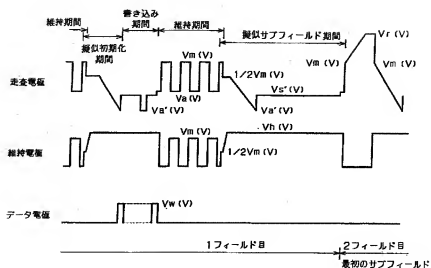 維持期間
書き込み
期間
維持期間
擬似初期化
期間
擬似サブフィールド期間
Vr(V)
Vm(V)
1/2Vm(V)
Vm(V)
Vm(V)
走査電極
Va(V)
Vs'(V)
Va'(V)
Va'(V)
Vm(V)
Vh(V)
維持電極
1/2Vm(V)
Vw(V)
データ電極
1フィールド目
2フィールド目
最初のサブフィールド